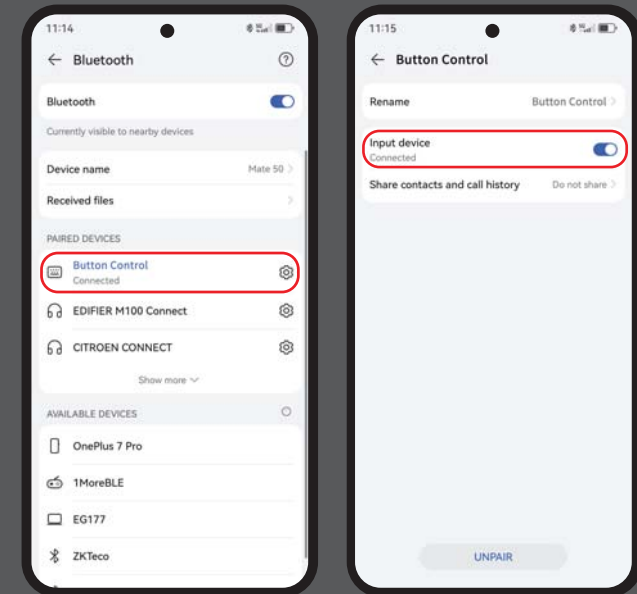 11:14
Bluetooth
Bluetooth
Currently visible to nearby devices
Device name Mate 50
Received files
PAIRED DEVICES
Button Control
Connected
EDIFIER M100 Connect
CITROEN CONNECT
Show more
AVAILABLE DEVICES
OnePlus 7 Pro
1MoreBLE
EG177
ZKTeco
11:15
Button Control
Rename Button Control
Input device
Connected
Share contacts and call history Do not share
UNPAIR